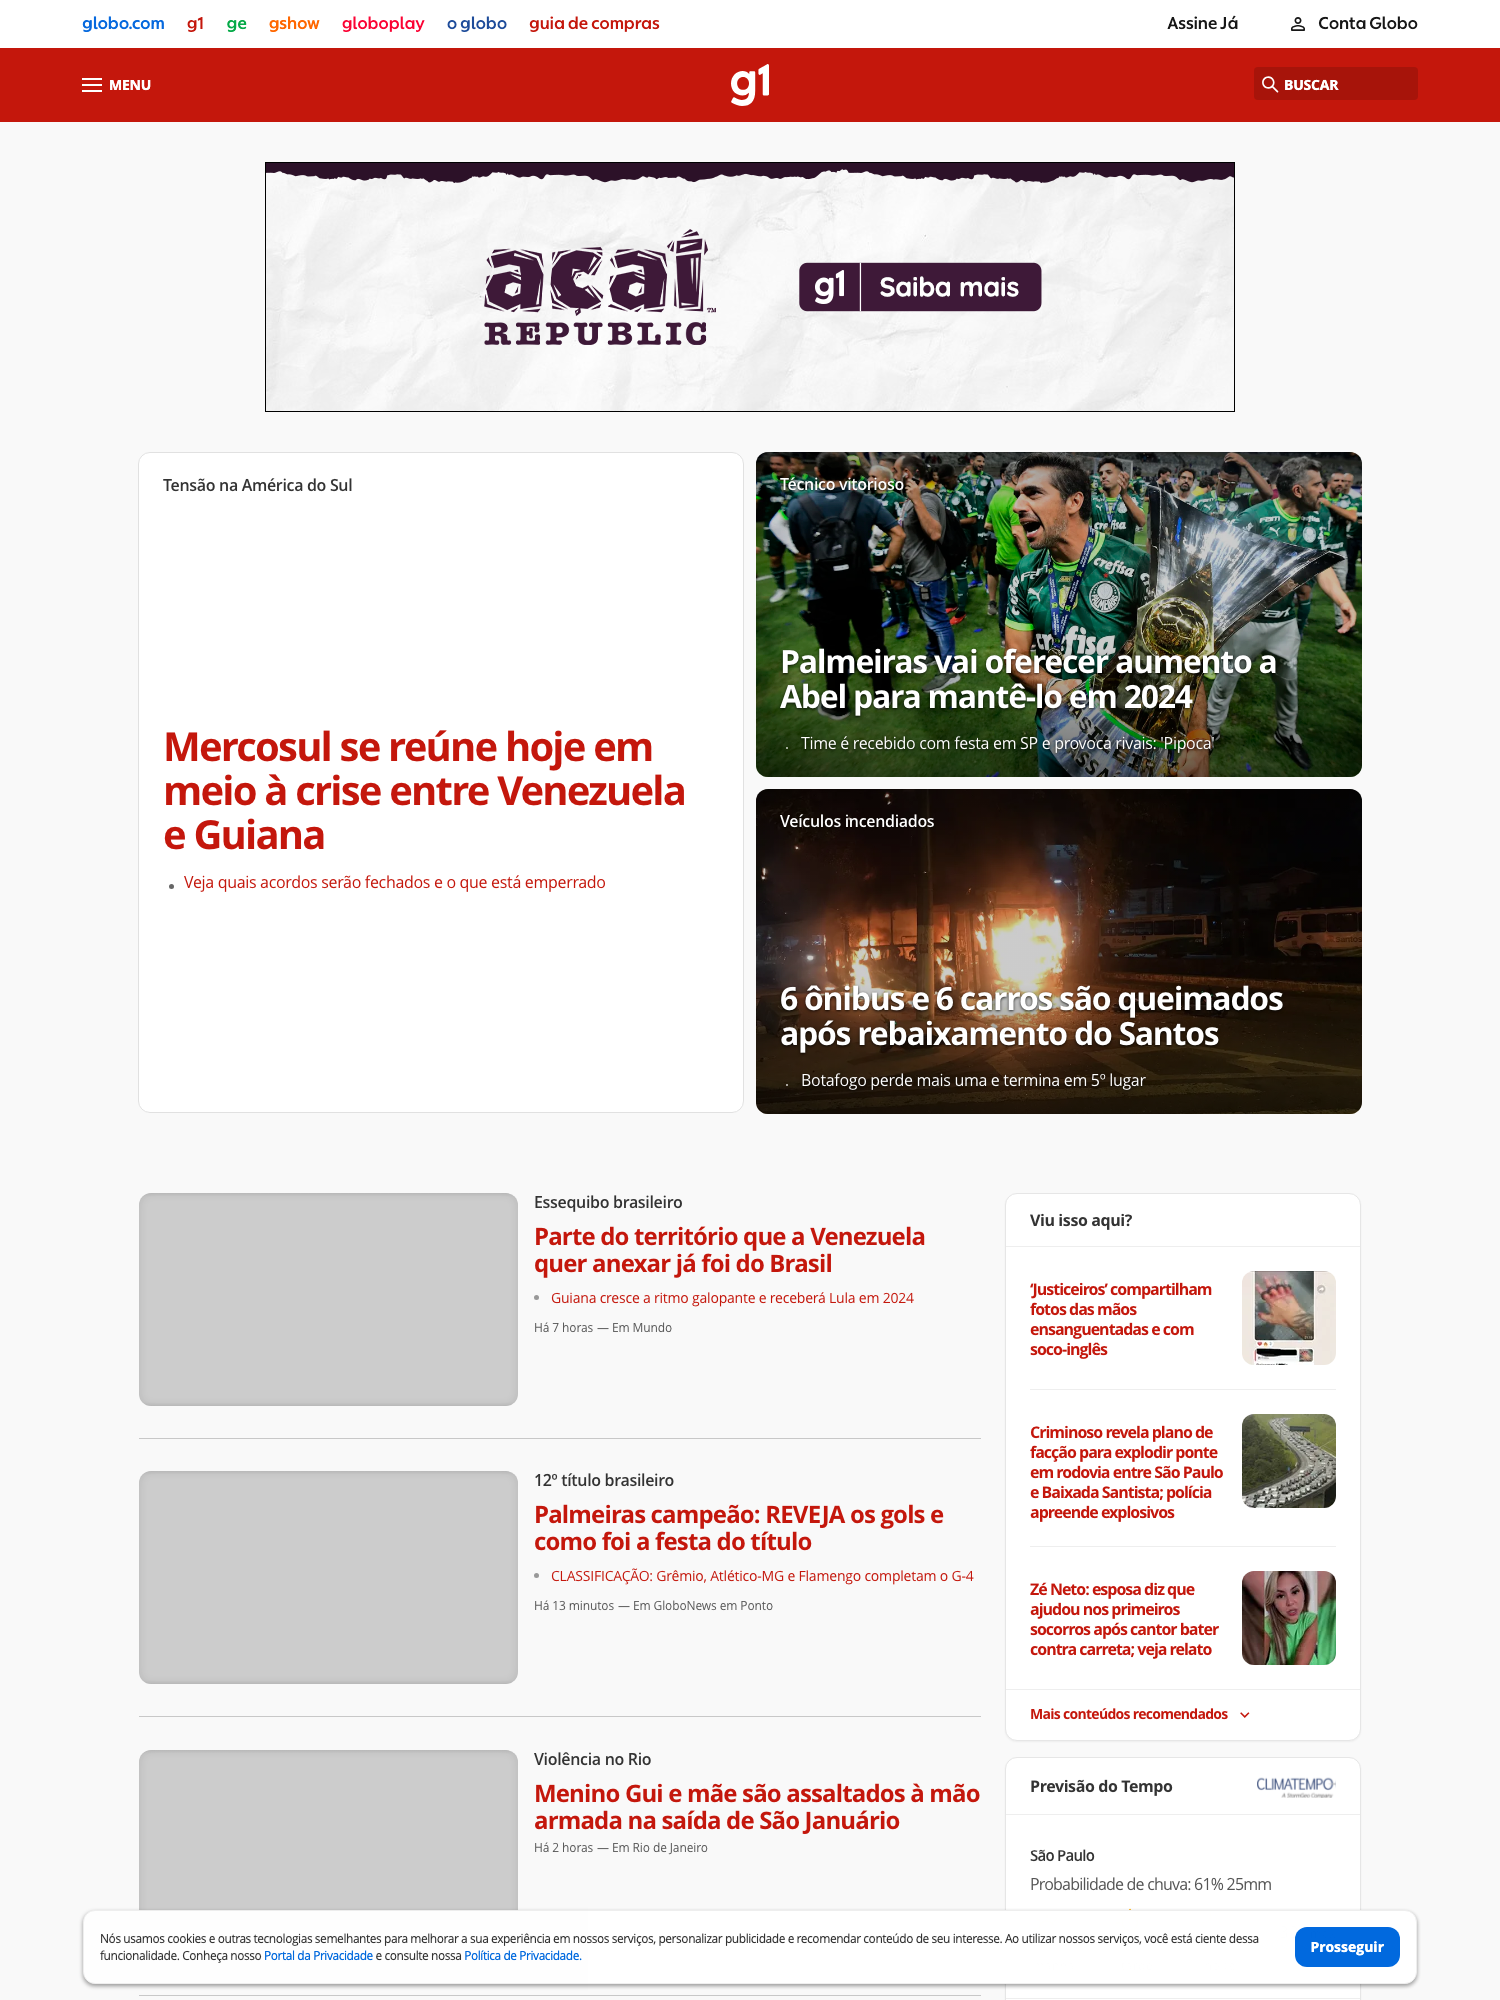 globo.com g1 ge gshow globoplay o globo guia de compras Assine Já Conta Globo
MENU g1 BUSCAR
açaí
REPUBLIC
TM
g1 Saiba mais
Tensão na América do Sul
Mercosul se reúne hoje em
meio à crise entre Venezuela
e Guiana
• Veja quais acordos serão fechados e o que está emperrado
Técnico vitorioso
Palmeiras vai oferecer aumento a
Abel para mantê-lo em 2024
. Time é recebido com festa em SP e provoca rivais: 'Pipoca'
Veículos incendiados
6 ônibus e 6 carros são queimados
após rebaixamento do Santos
. Botafogo perde mais uma e termina em 5º lugar
Essequibo brasileiro
Parte do território que a Venezuela
quer anexar já foi do Brasil
• Guiana cresce a ritmo galopante e receberá Lula em 2024
Há 7 horas — Em Mundo
12º título brasileiro
Palmeiras campeão: REVEJA os gols e
como foi a festa do título
• CLASSIFICAÇÃO: Grêmio, Atlético-MG e Flamengo completam o G-4
Há 13 minutos — Em GloboNews em Ponto
Violência no Rio
Menino Gui e mãe são assaltados à mão
armada na saída de São Januário
Há 2 horas — Em Rio de Janeiro
Viu isso aqui?
‘Justiceiros’ compartilham
fotos das mãos
ensanguentadas e com
soco-inglês
Criminoso revela plano de
facção para explodir ponte
em rodovia entre São Paulo
e Baixada Santista; polícia
apreende explosivos
Zé Neto: esposa diz que
ajudou nos primeiros
socorros após cantor bater
contra carreta; veja relato
Mais conteúdos recomendados
Previsão do Tempo
CLIMATEMPO
A StormGeo Company
São Paulo
Probabilidade de chuva: 61% 25mm
Nós usamos cookies e outras tecnologias semelhantes para melhorar a sua experiência em nossos serviços, personalizar publicidade e recomendar conteúdo de seu interesse. Ao utilizar nossos serviços, você está ciente dessa
funcionalidade. Conheça nosso Portal da Privacidade e consulte nossa Política de Privacidade.
Prosseguir